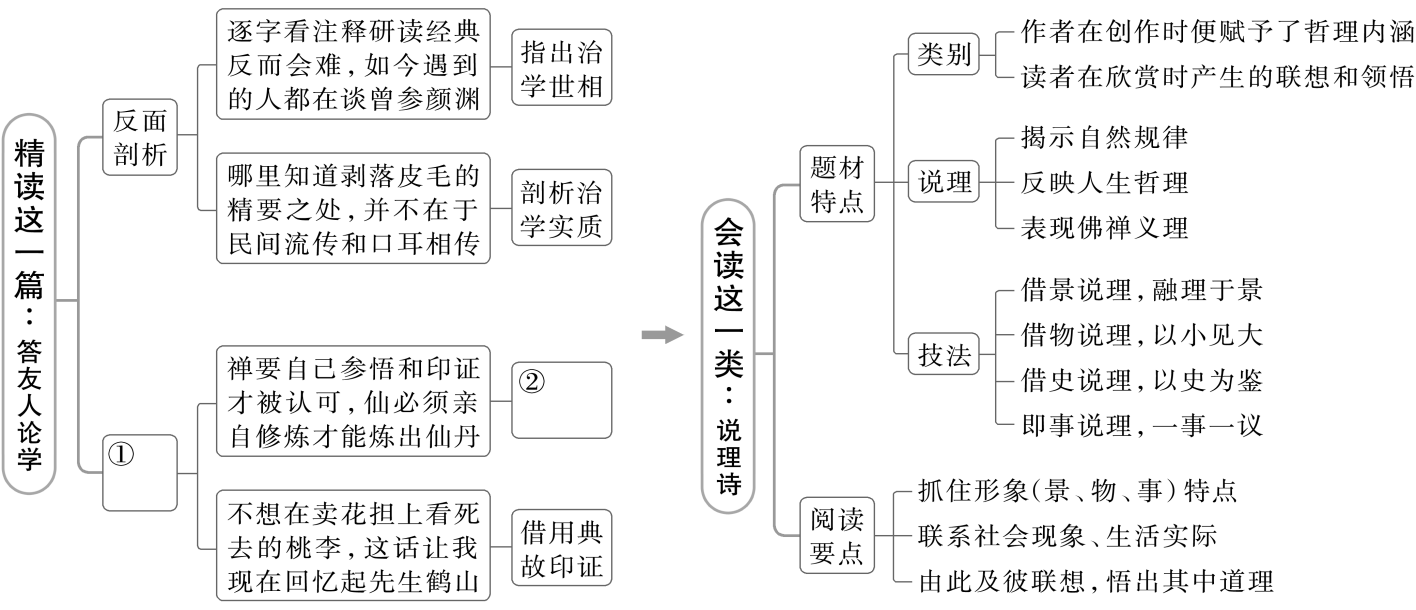 精读这一篇：答友人论学
反面
剖析
逐字看注释研读经典
反而会难，如今遇到
的人都在谈曾参颜渊
指出治
学世相
哪里知道剥落皮毛的
精要之处，并不在于
民间流传和口耳相传
剖析治
学实质
①
禅要自己参悟和印证
才被认可，仙必须亲
自修炼才能炼出仙丹
②
不想在卖花担上看死
去的桃李，这话让我
现在回忆起先生鹤山
借用典
故印证
会读这一类：说理诗
题材
特点
类别
作者在创作时便赋予了哲理内涵
读者在欣赏时产生的联想和领悟
说理
揭示自然规律
反映人生哲理
表现佛禅义理
技法
借景说理，融理于景
借物说理，以小见大
借史说理，以史为鉴
即事说理，一事一议
阅读
要点
抓住形象(景、物、事)特点
联系社会现象、生活实际
由此及彼联想，悟出其中道理